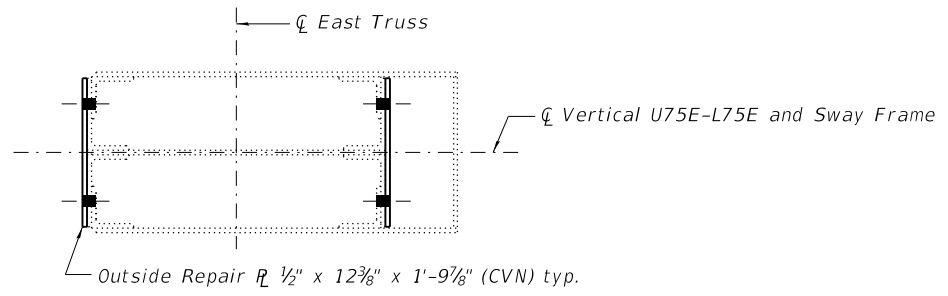 ℄ East Truss
℄ Vertical U75E-L75E and Sway Frame
Outside Repair ⅊ ½" x 12⅜" x 1'-9⅞" (CVN) typ.